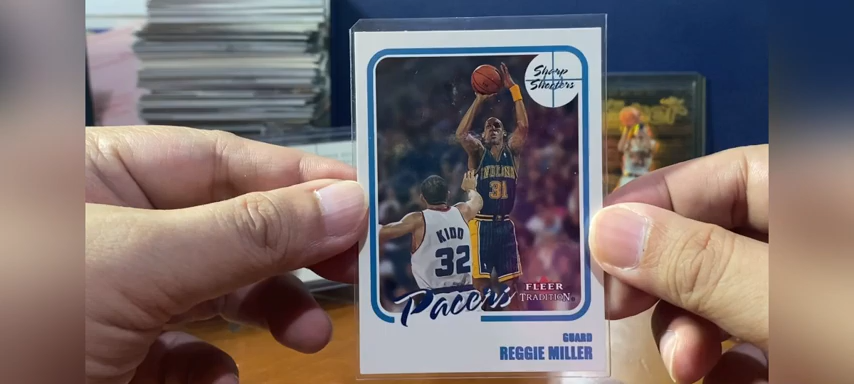 Sharp
Shooters
INDIANA
31
KIDD
32
Pacers
FLEER
TRADITION
GUARD
REGGIE MILLER